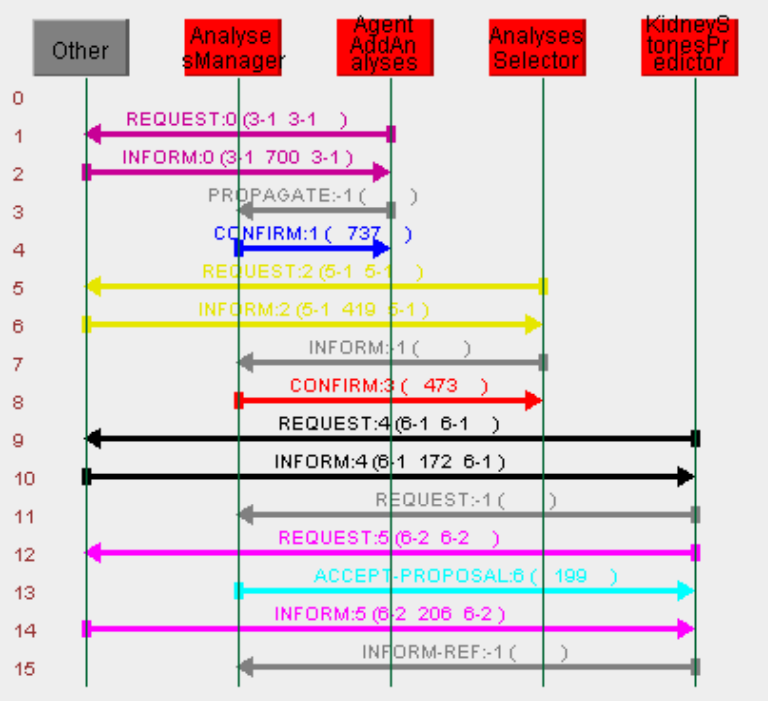 Other
Analyse
sManager
Agent
AddAn
alyses
Analyses
Selector
KidneyS
tonesPr
edictor
0
REQUEST:0 (3-1 3-1 )
1
INFORM:0 (3-1 700 3-1 )
2
PROPAGATE:-1 ( )
3
CONFIRM:1 ( 737 )
4
REQUEST:2 (5-1 5-1 )
5
INFORM:2 (5-1 419 5-1 )
6
INFORM:-1 ( )
7
CONFIRM:3 ( 473 )
8
REQUEST:4 (6-1 6-1 )
9
INFORM:4 (6-1 172 6-1 )
10
REQUEST:-1 ( )
11
REQUEST:5 (6-2 6-2 )
12
ACCEPT-PROPOSAL:6 ( 199 )
13
INFORM:5 (6-2 206 6-2 )
14
INFORM-REF:-1 ( )
15